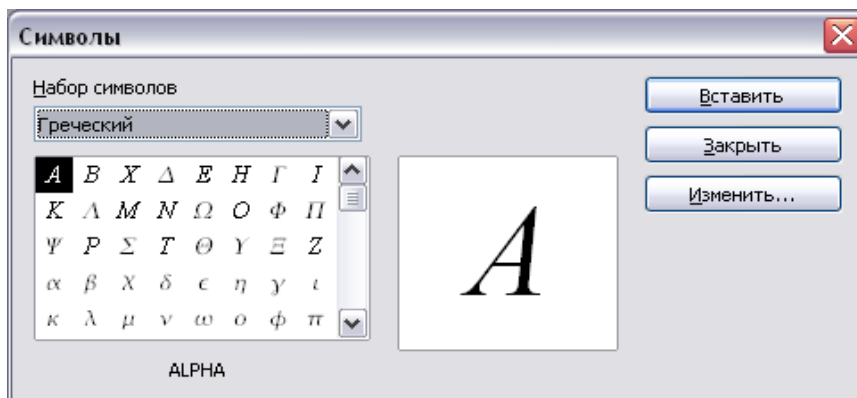 Символы
Набор символов
Греческий
Α Β Χ Δ Ε Η Γ Ι
Κ Λ Μ Ν Ω Ο Φ Π
Ψ Ρ Σ Τ Θ Υ Ξ Ζ
α β χ δ ϵ η γ ι
κ λ μ ν ω ο ϕ π
ALPHA
Α
Вставить
Закрыть
Изменить...